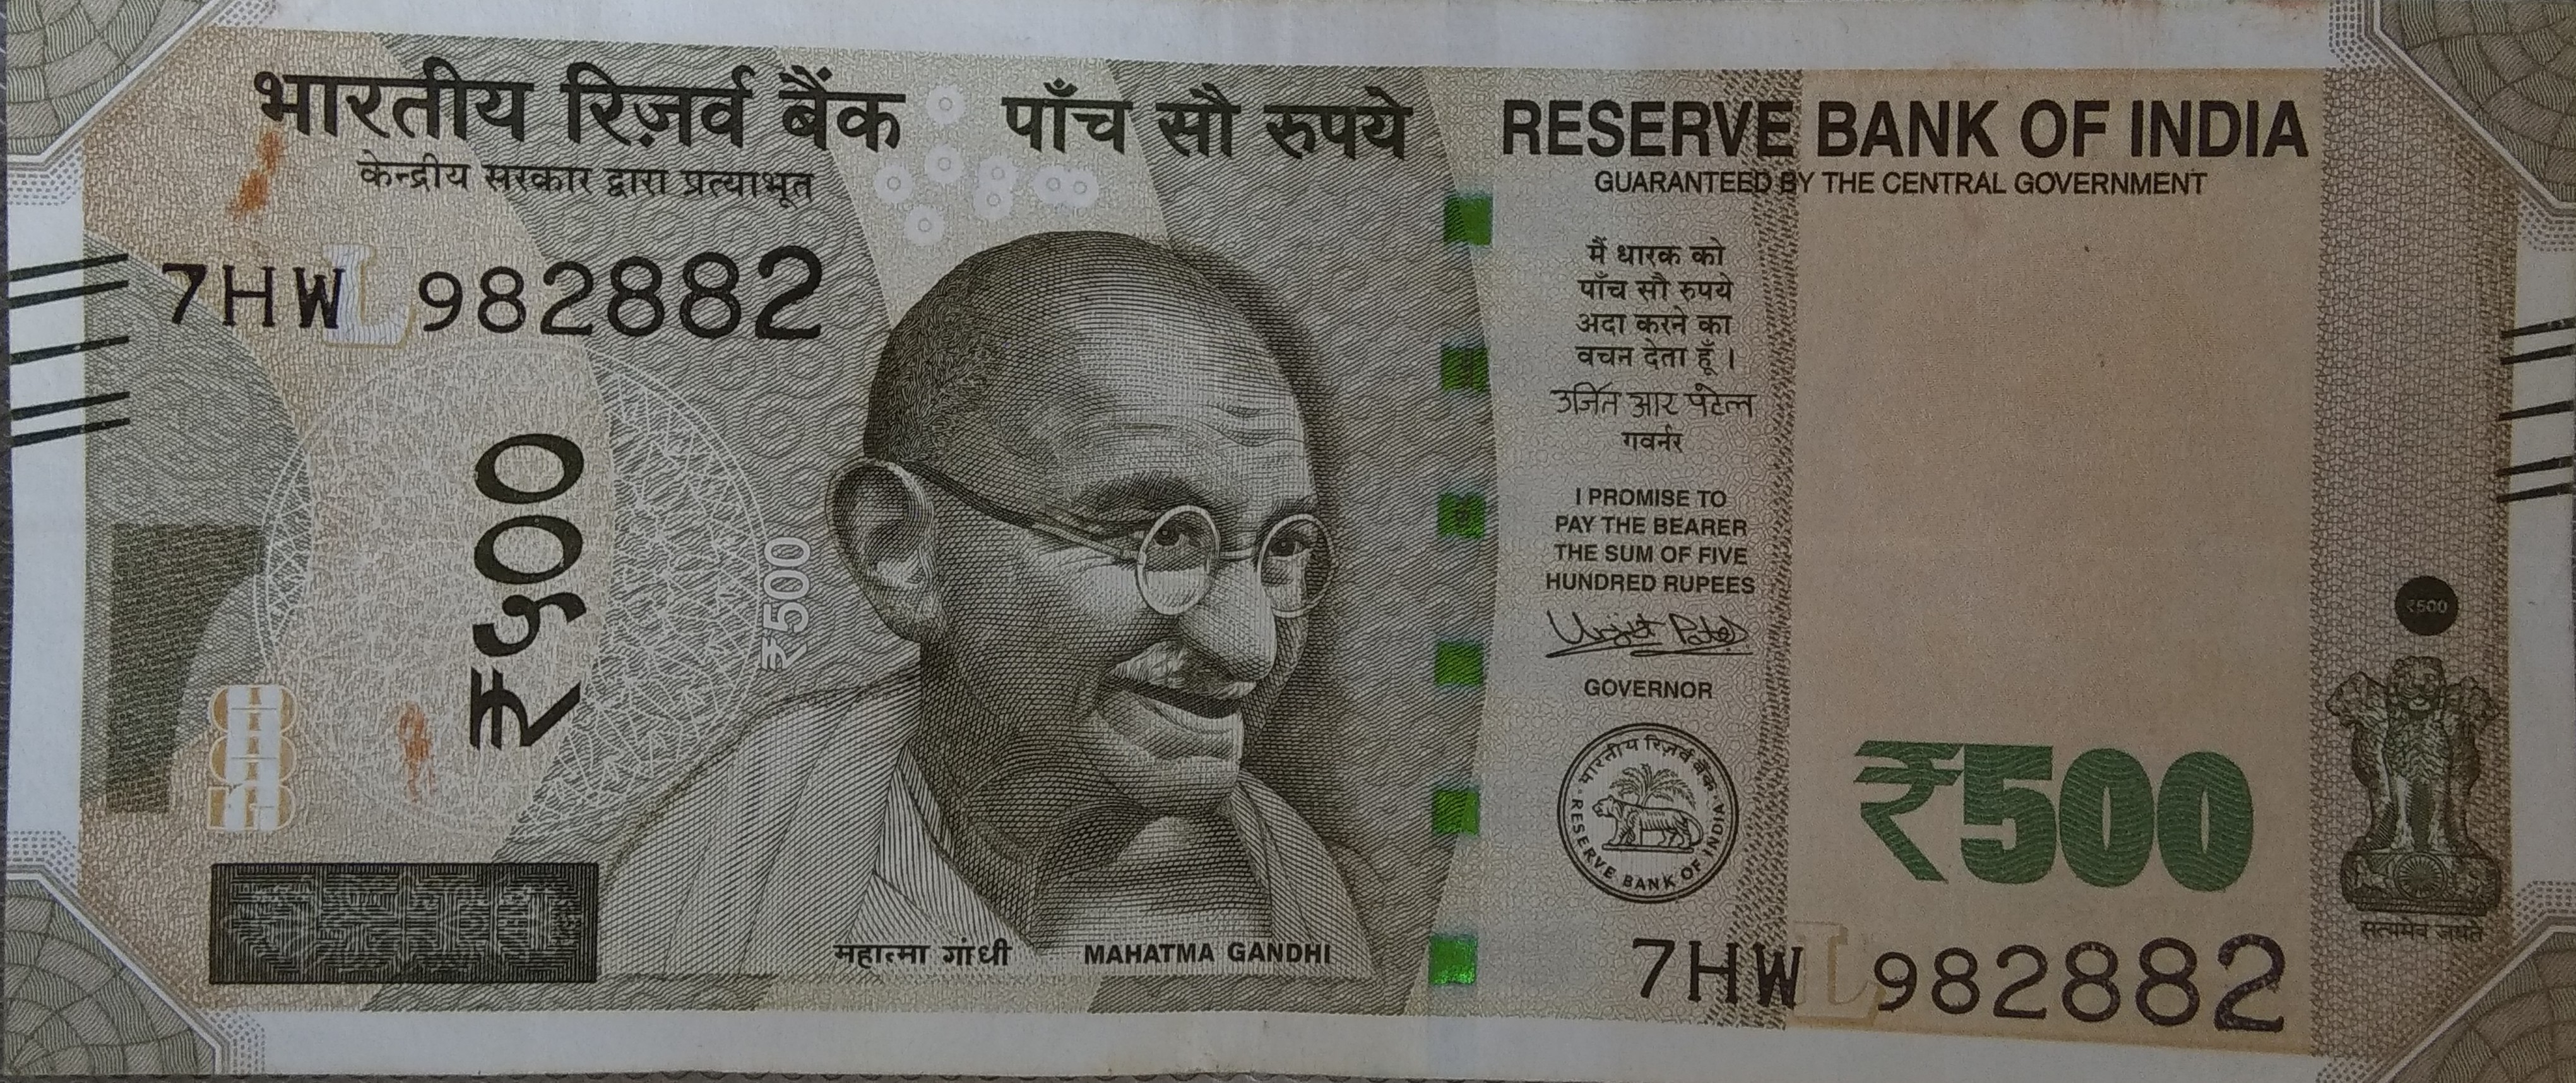 भारतीय रिज़र्व बैंक
केन्द्रीय सरकार द्वारा प्रत्याभूत
पाँच सौ रुपये
RESERVE BANK OF INDIA
GUARANTEED BY THE CENTRAL GOVERNMENT
7HW L 982882
₹५००
₹500
मैं धारक को
पाँच सौ रुपये
अदा करने का
वचन देता हूँ ।
उर्जित आर पटेल
गवर्नर
I PROMISE TO
PAY THE BEARER
THE SUM OF FIVE
HUNDRED RUPEES
Urjit Patel
GOVERNOR
भारतीय रिज़र्व बैंक
RESERVE BANK OF INDIA
₹500
₹500
सत्यमेव जयते
महात्मा गांधी
MAHATMA GANDHI
7HW L 982882